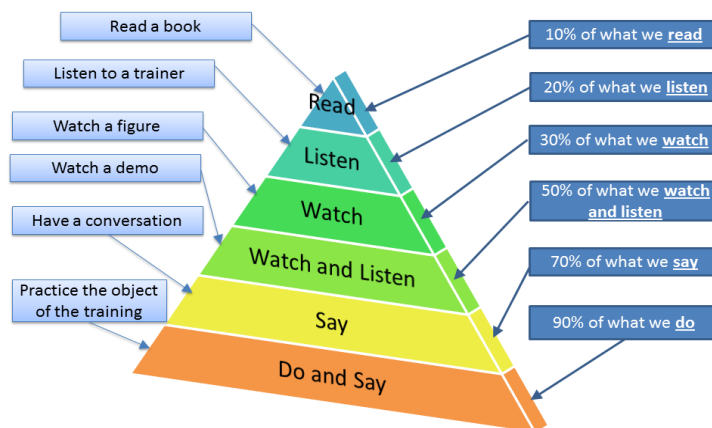 Read a book
Listen to a trainer
Watch a figure
Watch a demo
Have a conversation
Practice the object
of the training
Read
Listen
Watch
Watch and Listen
Say
Do and Say
10% of what we read
20% of what we listen
30% of what we watch
50% of what we watch
and listen
70% of what we say
90% of what we do